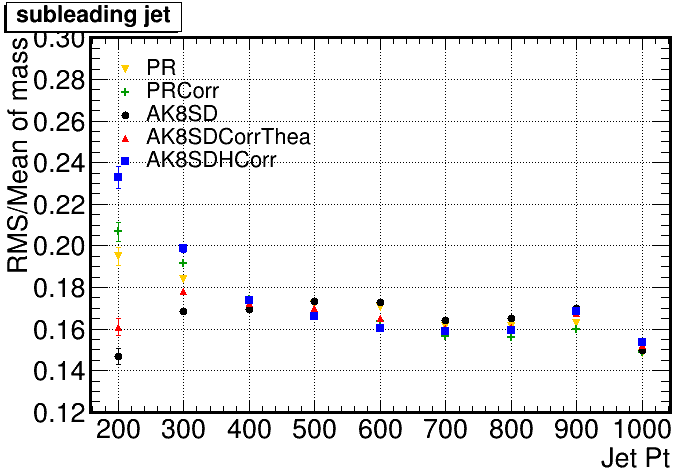 subleading jet
RMS/Mean of mass
0.30
0.28
0.26
0.24
0.22
0.20
0.18
0.16
0.14
0.12
PR
PRCorr
AK8SD
AK8SDCorrThea
AK8SDHCorr
200 300 400 500 600 700 800 900 1000
Jet Pt